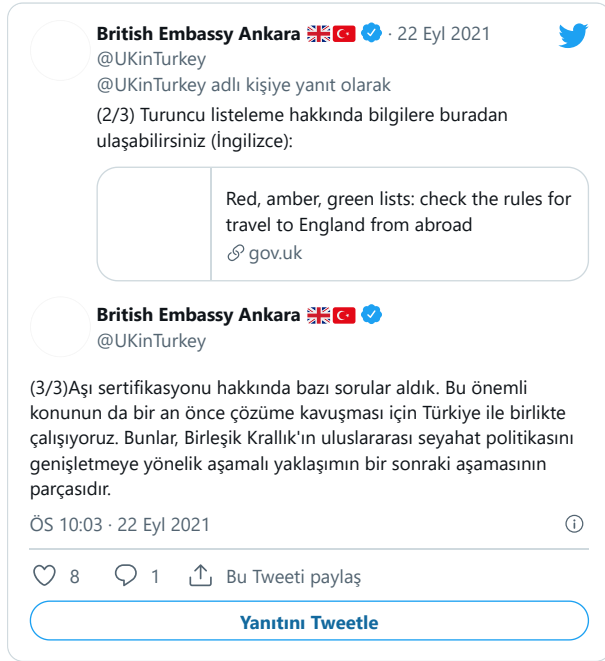 British Embassy Ankara 🇬🇧🇹🇷 · 22 Eyl 2021
@UKinTurkey
@UKinTurkey adlı kişiye yanıt olarak
(2/3) Turuncu listeleme hakkında bilgilere buradan
ulaşabilirsiniz (İngilizce):
Red, amber, green lists: check the rules for
travel to England from abroad
gov.uk
British Embassy Ankara 🇬🇧🇹🇷
@UKinTurkey
(3/3)Aşı sertifikasyonu hakkında bazı sorular aldık. Bu önemli
konunun da bir an önce çözüme kavuşması için Türkiye ile birlikte
çalışıyoruz. Bunlar, Birleşik Krallık'ın uluslararası seyahat politikasını
genişletmeye yönelik aşamalı yaklaşımın bir sonraki aşamasının
parçasıdır.
ÖS 10:03 · 22 Eyl 2021
8 1 Bu Tweeti paylaş
Yanıtını Tweetle